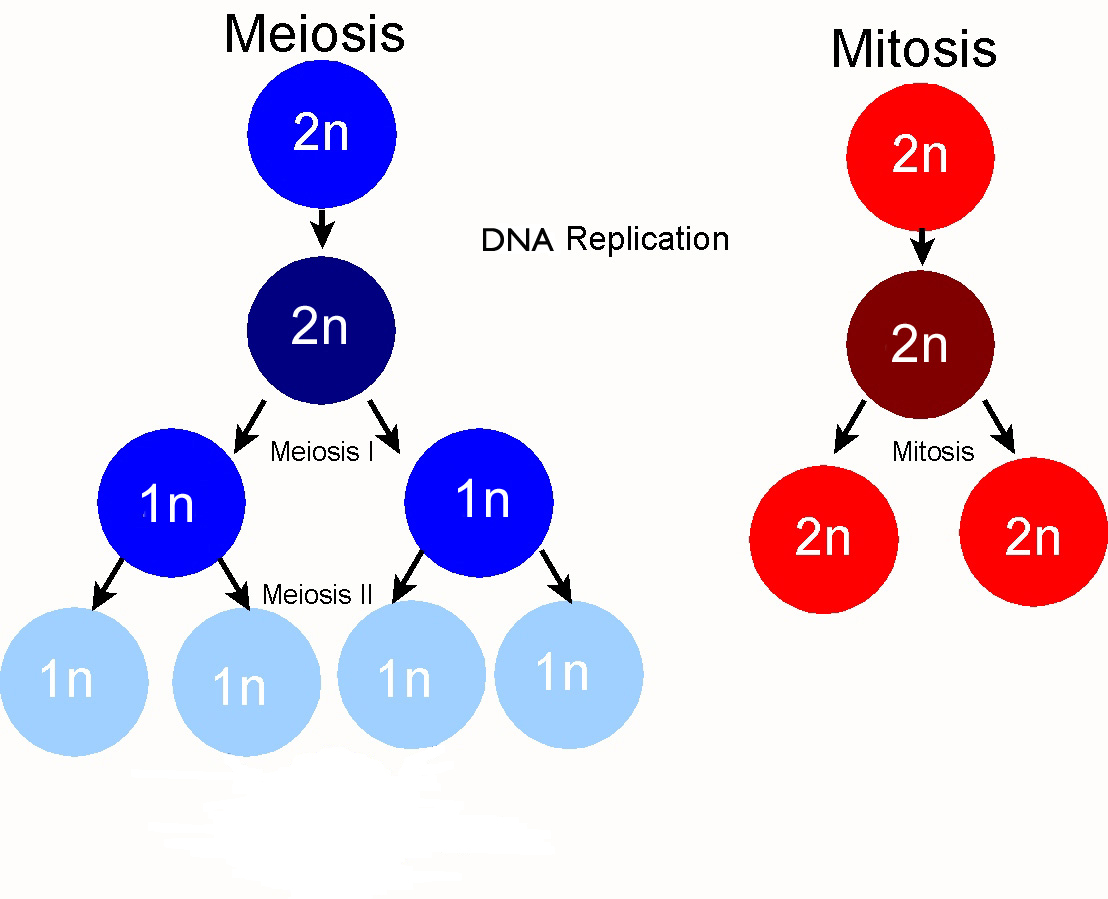 Meiosis
Mitosis
2n
2n
DNA Replication
2n
2n
Meiosis I
Mitosis
1n
1n
2n
2n
Meiosis II
1n
1n
1n
1n